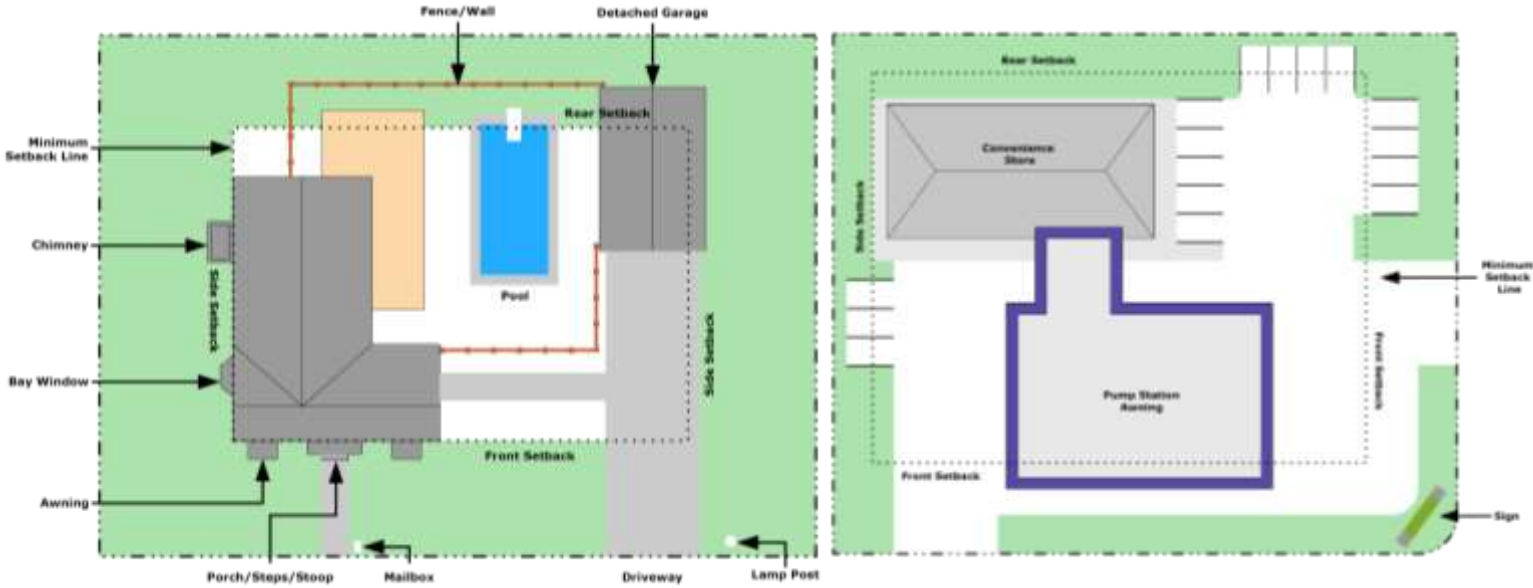 Fence/Wall
Detached Garage
Rear Setback
Minimum
Setback Line
Chimney
Side Setback
Pool
Bay Window
Side Setback
Front Setback
Awning
Porch/Steps/Stoop
Mailbox
Driveway
Lamp Post
Rear Setback
Convenience
Store
Side Setback
Minimum
Setback
Line
Front Setback
Pump Station
Awning
Front Setback
Sign